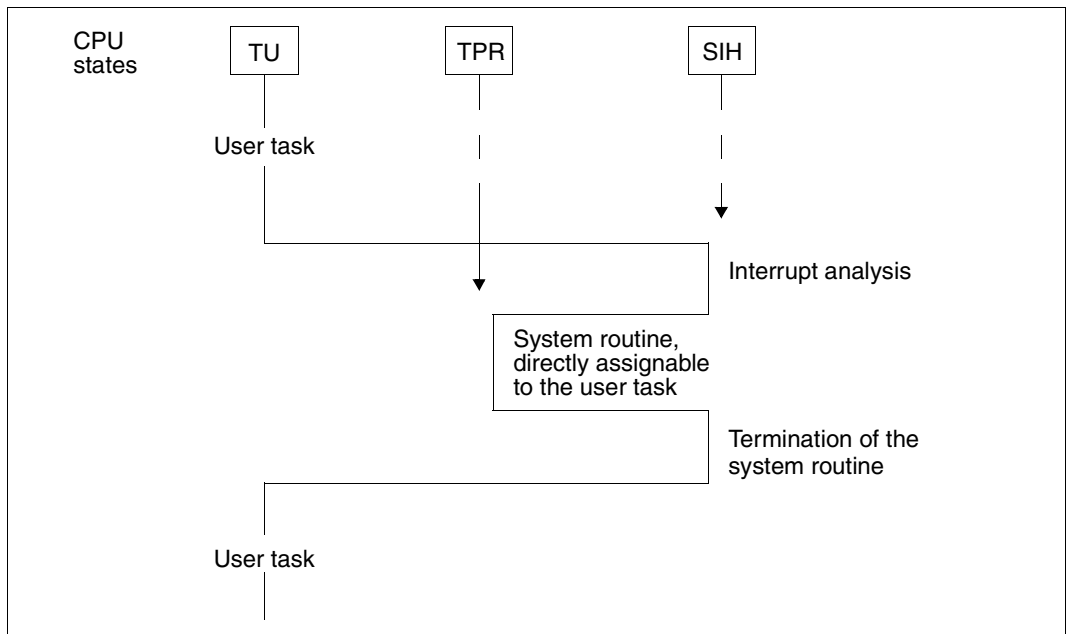 CPU
states
TU
TPR
SIH
User task
Interrupt analysis
System routine,
directly assignable
to the user task
Termination of the
system routine
User task